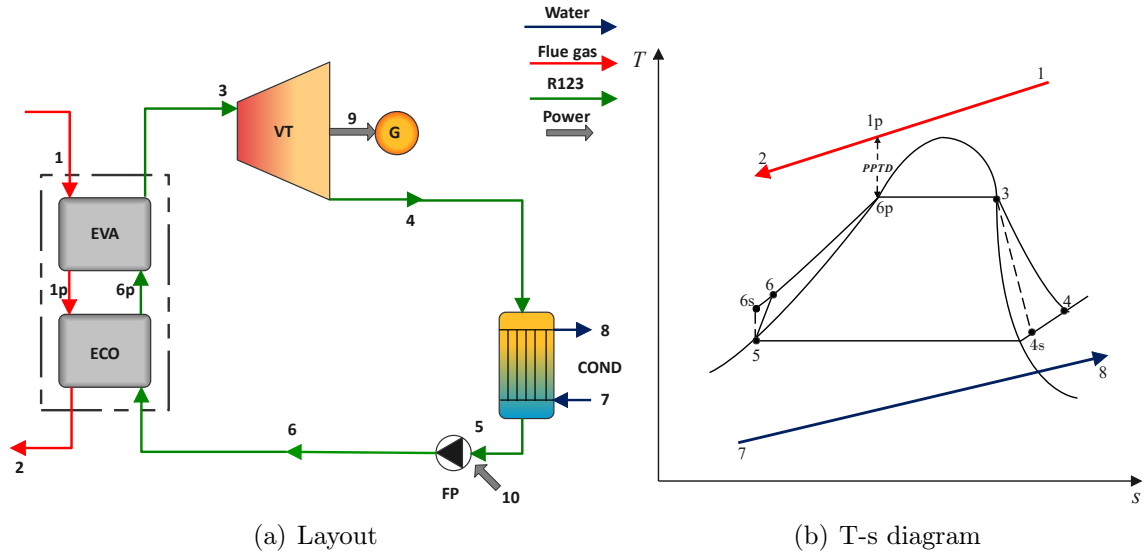 Water
Flue gas
R123
Power
3
VT
9
G
1
4
EVA
1p
6p
ECO
8
COND
7
6
5
2
FP
10
(a) Layout
T
1
1p
2
PPTD
6p
3
6
6s
4
4s
5
8
7
s
(b) T-s diagram